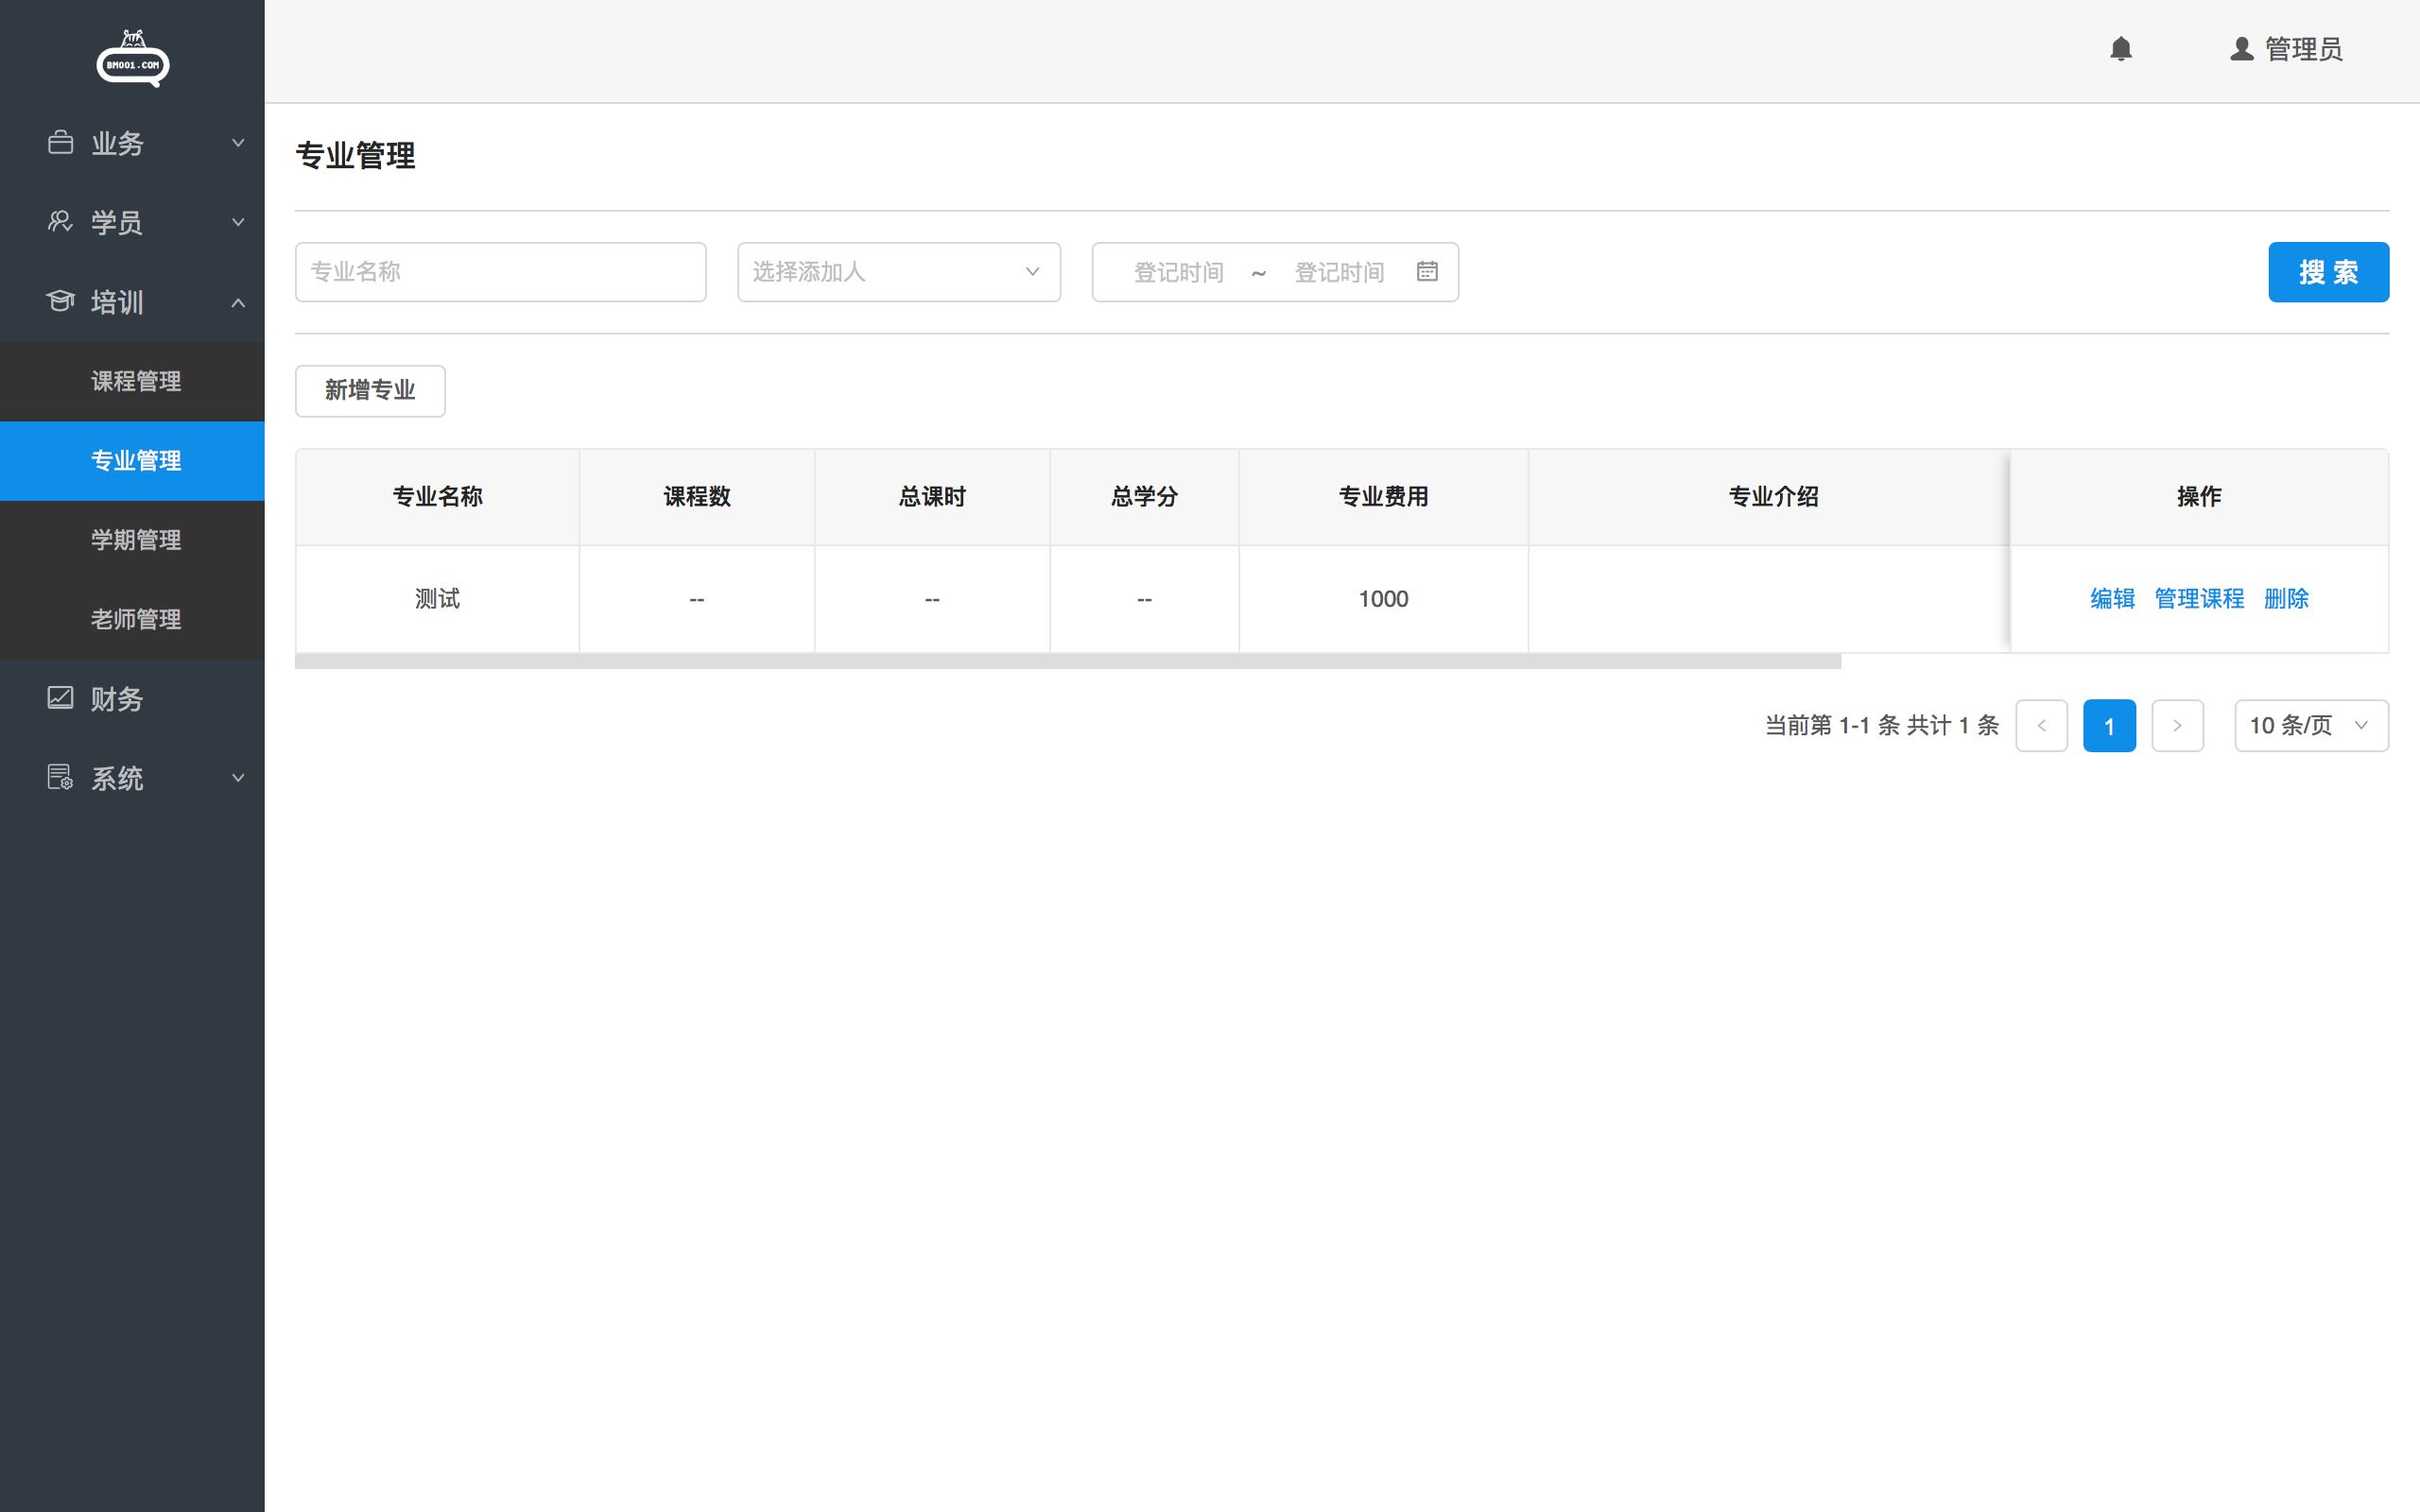 BM001.COM
管理员
业务
学员
培训
课程管理
专业管理
学期管理
老师管理
财务
系统
专业管理
专业名称 选择添加人 登记时间 ~ 登记时间 搜 索
新增专业
专业名称 课程数 总课时 总学分 专业费用 专业介绍 操作
测试 -- -- -- 1000 编辑 管理课程 删除
当前第 1-1 条 共计 1 条 < 1 > 10 条/页